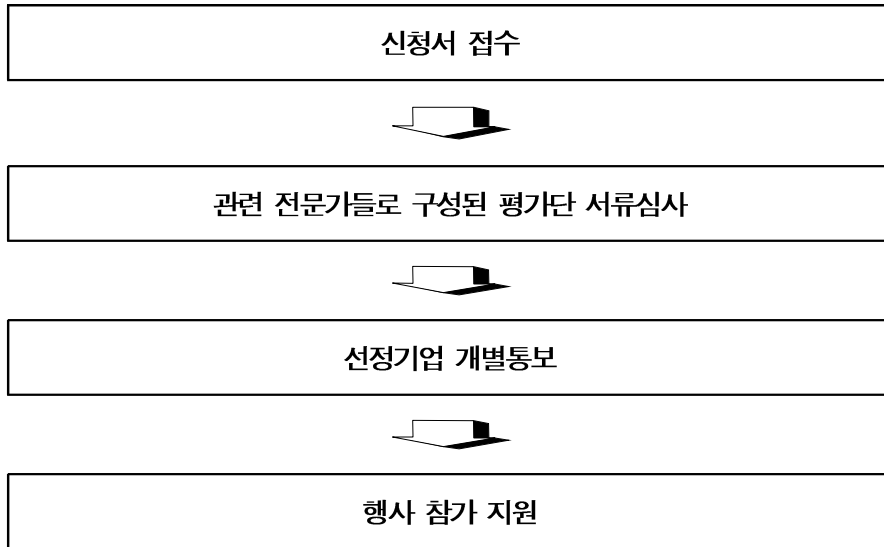 신청서 접수
관련 전문가들로 구성된 평가단 서류심사
선정기업 개별통보
행사 참가 지원